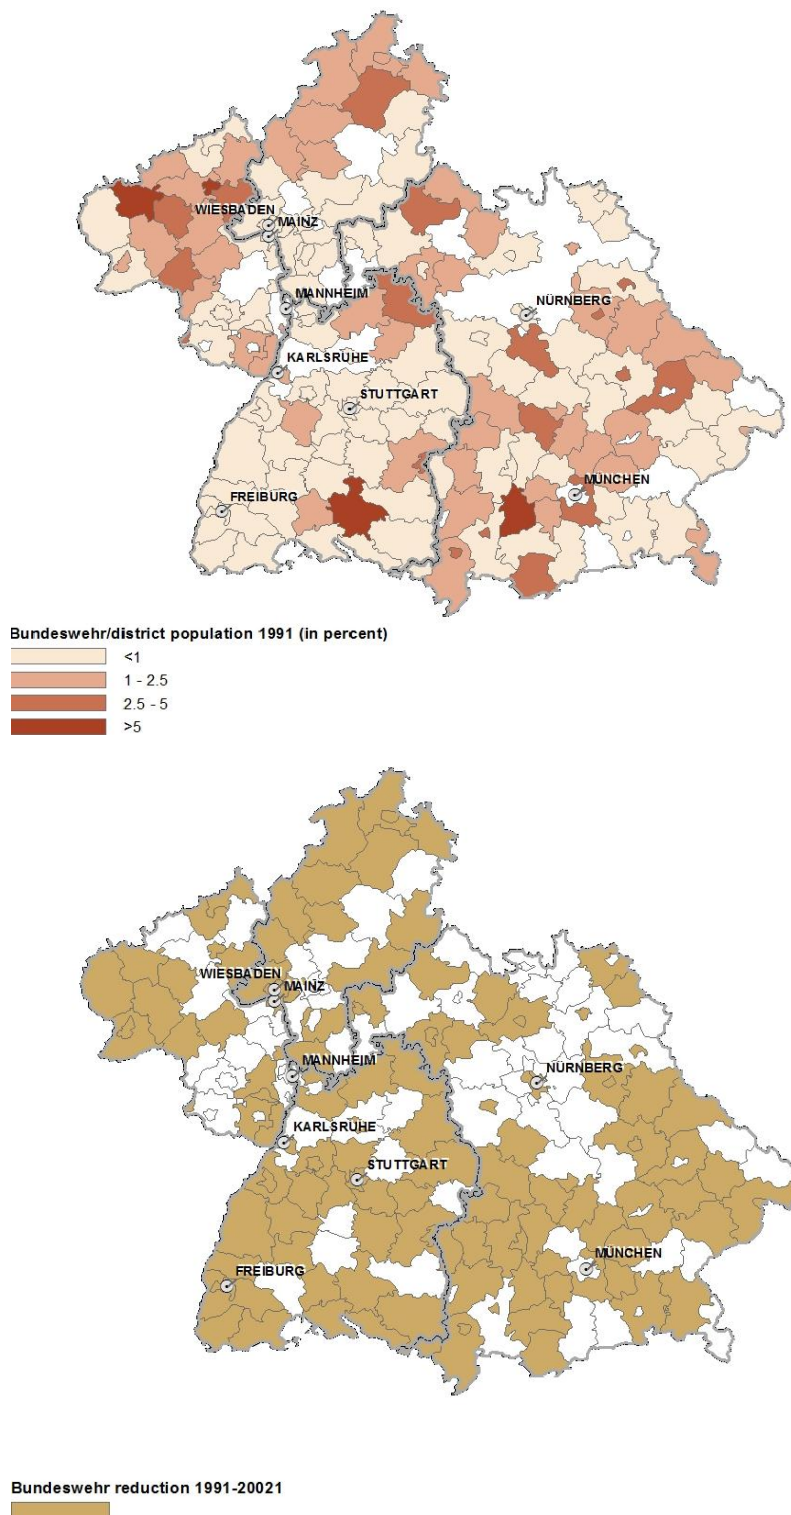 WIESBADEN
MAINZ
MANNHEIM
NÜRNBERG
KARLSRUHE
STUTTGART
MÜNCHEN
FREIBURG
Bundeswehr/district population 1991 (in percent)
<1
1 - 2.5
2.5 - 5
>5
WIESBADEN
MAINZ
MANNHEIM
NÜRNBERG
KARLSRUHE
STUTTGART
MÜNCHEN
FREIBURG
Bundeswehr reduction 1991-20021